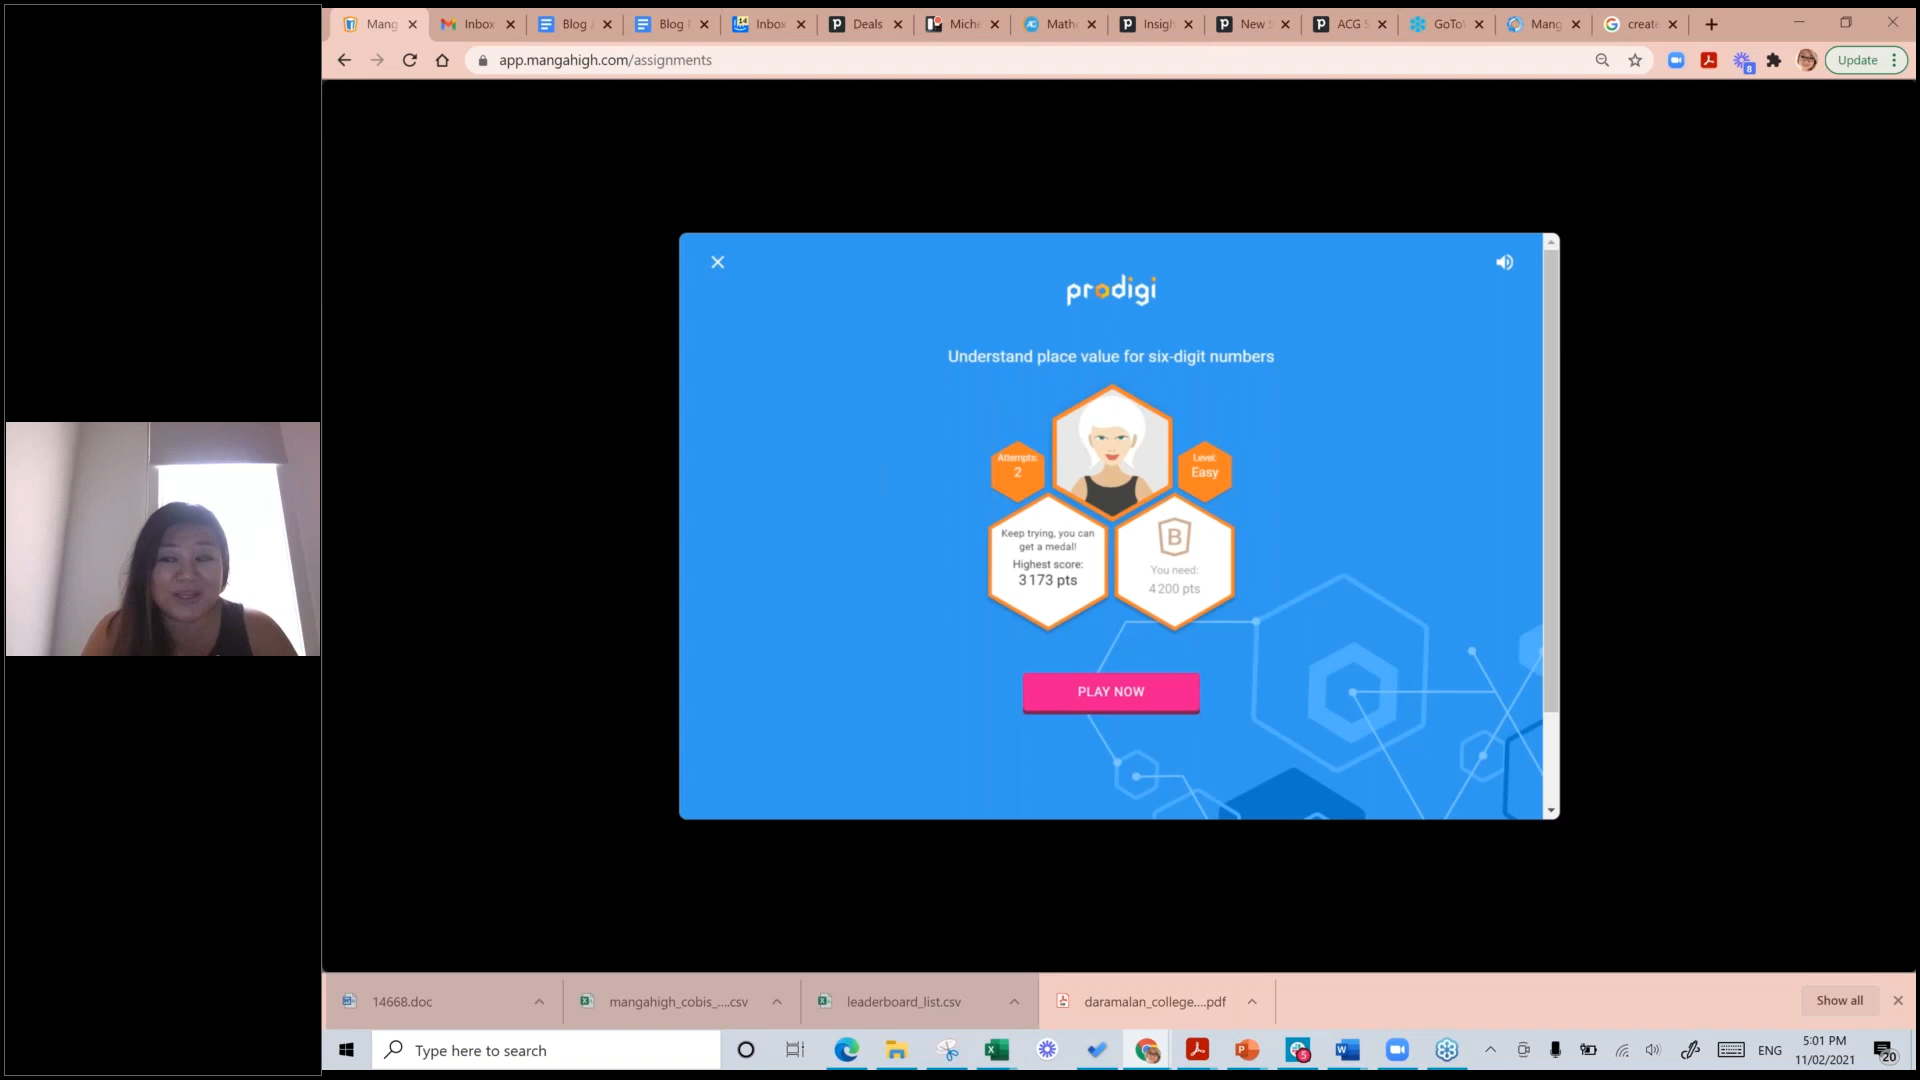 Mang
Inbox
Blog
Blog
14
Inbox
Deals
Mich
Math
Insigh
New
ACG S
GoTo
Mang
create
app.mangahigh.com/assignments
8
Update
prodigi
Understand place value for six-digit numbers
Attempts:
2
Level:
Easy
Keep trying, you can
get a medal!
Highest score:
3 173 pts
B
You need:
4 200 pts
PLAY NOW
14668.doc
mangahigh_cobis_....csv
leaderboard_list.csv
daramalan_college....pdf
Show all
Type here to search
5
ENG
5:01 PM
11/02/2021
20